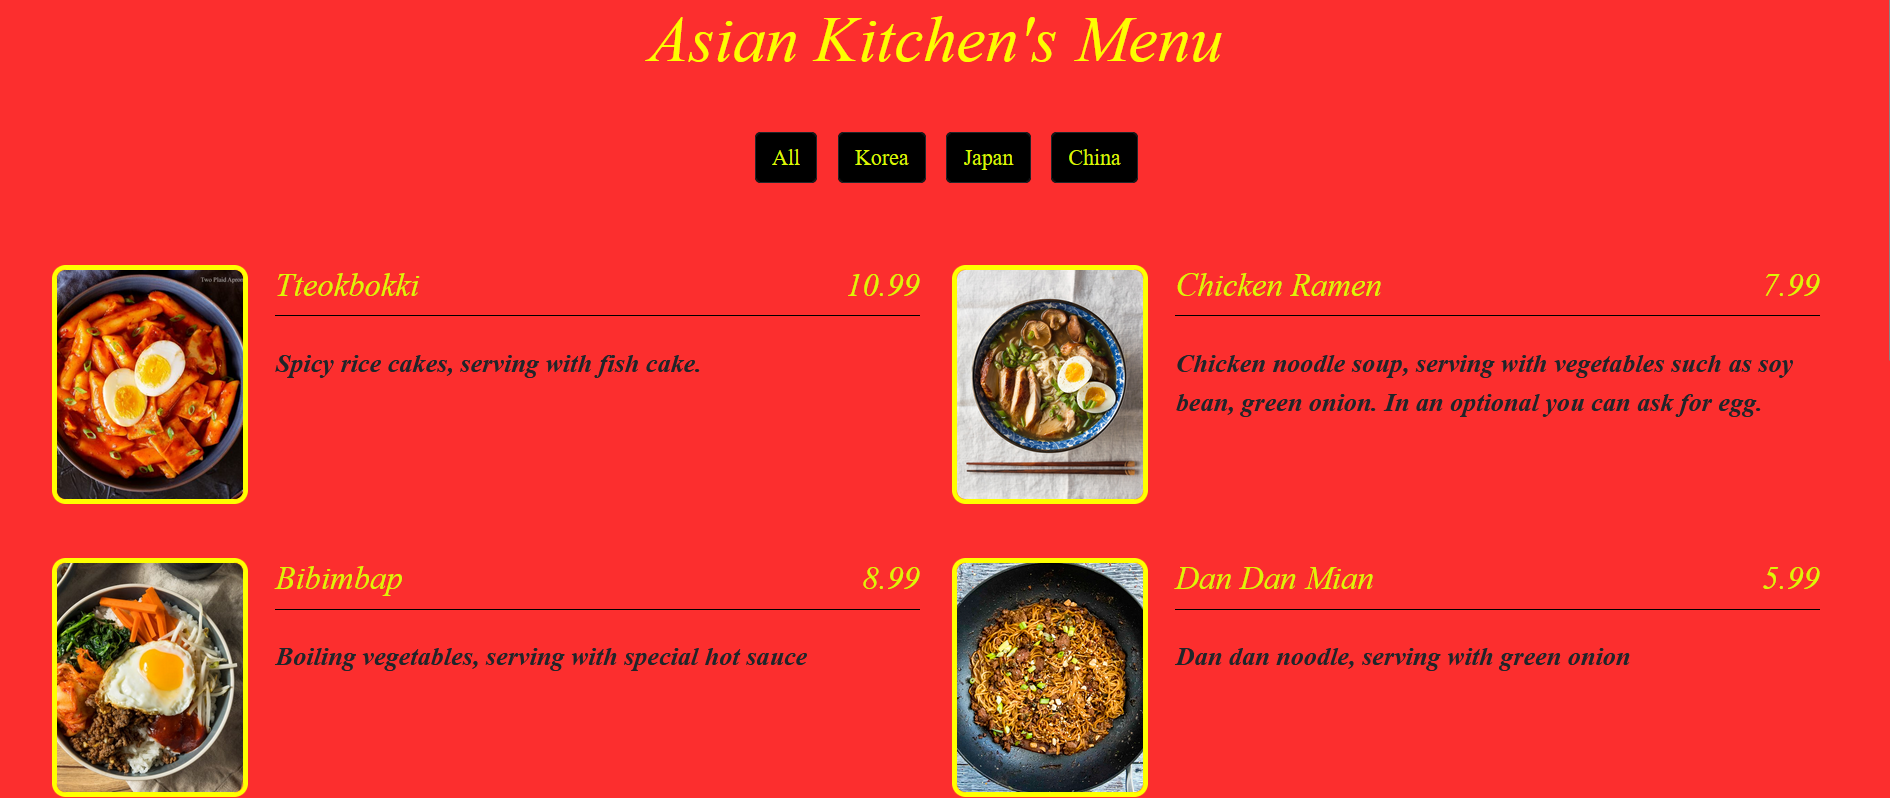 Asian Kitchen's Menu
All
Korea
Japan
China
Two Plaid Apron
Tteokbokki 10.99
Spicy rice cakes, serving with fish cake.
Chicken Ramen 7.99
Chicken noodle soup, serving with vegetables such as soy
bean, green onion. In an optional you can ask for egg.
Bibimbap 8.99
Boiling vegetables, serving with special hot sauce
Dan Dan Mian 5.99
Dan dan noodle, serving with green onion